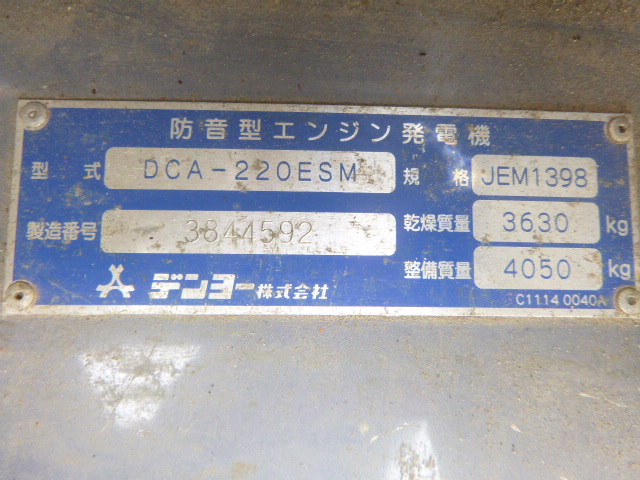 防音型エンジン発電機
型式 DCA-220ESM 規格 JEM1398
製造番号 3844592 乾燥質量 3630 kg
整備質量 4050 kg
デンヨー株式会社
C1114 0040A